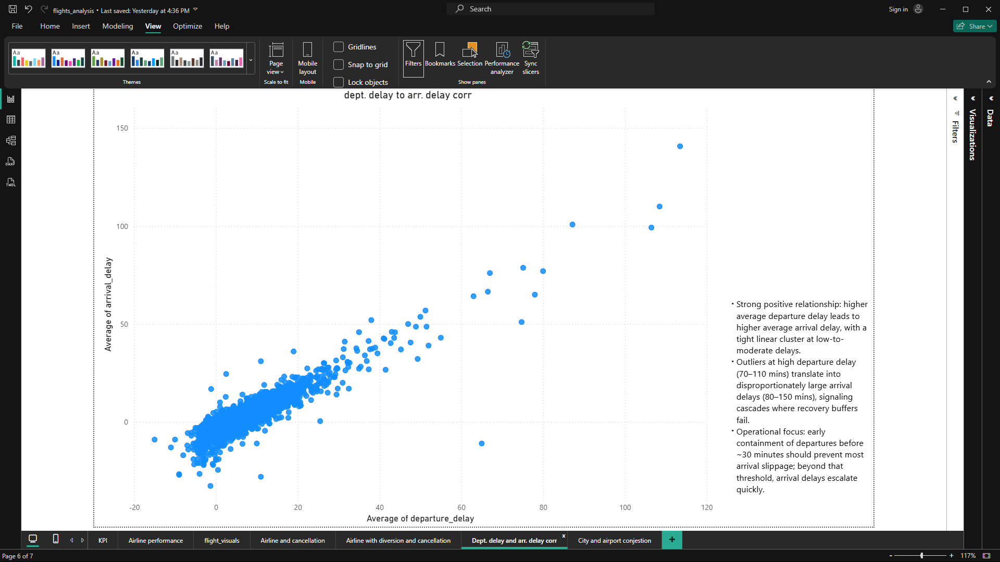 flights_analysis • Last saved: Yesterday at 4:36 PM
Search
Sign in
File
Home
Insert
Modeling
View
Optimize
Help
Share
Aa
Aa
Aa
Aa
Aa
Aa
Themes
Page
view
Scale to fit
Mobile
layout
Mobile
Gridlines
Snap to grid
Lock objects
Filters
Bookmarks
Selection
Performance
analyzer
Sync
slicers
Show panes
DAX
TMDL
dept. delay to arr. delay corr
Average of arrival_delay
150
100
50
0
-20
0
20
40
60
80
100
120
Average of departure_delay
• Strong positive relationship: higher
average departure delay leads to
higher average arrival delay, with a
tight linear cluster at low-to-
moderate delays.
• Outliers at high departure delay
(70–110 mins) translate into
disproportionately large arrival
delays (80–150 mins), signaling
cascades where recovery buffers
fail.
• Operational focus: early
containment of departures before
~30 minutes should prevent most
arrival slippage; beyond that
threshold, arrival delays escalate
quickly.
Filters
Visualizations
Data
KPI
Airline performance
flight_visuals
Airline and cancellation
Airline with diversion and cancellation
Dept. delay and arr. delay corr
x
City and airport conjestion
+
Page 6 of 7
- + 117%